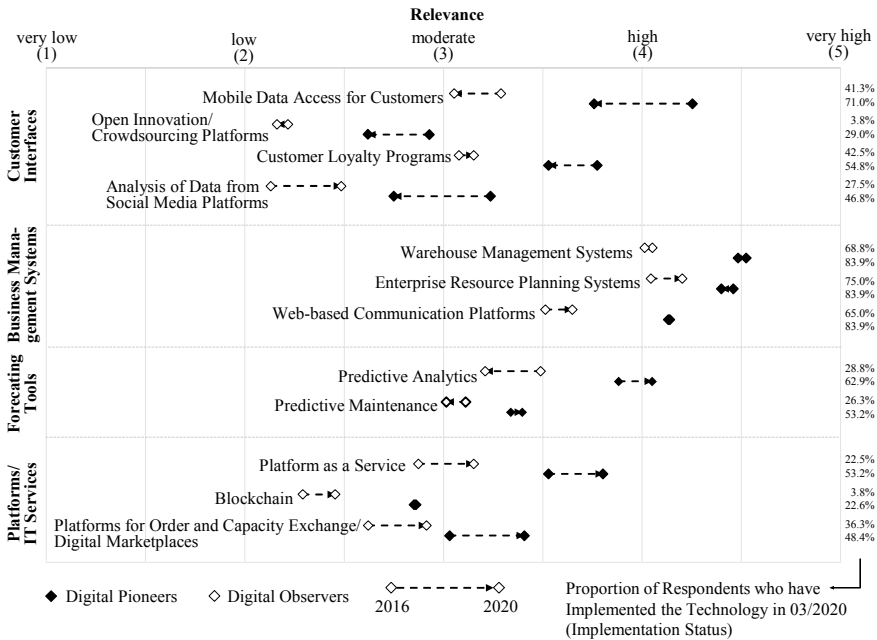 Relevance
very low
(1)
low
(2)
moderate
(3)
high
(4)
very high
(5)
Customer
Interfaces
Mobile Data Access for Customers
41.3%
71.0%
Open Innovation/
Crowdsourcing Platforms
3.8%
29.0%
Customer Loyalty Programs
42.5%
54.8%
Analysis of Data from
Social Media Platforms
27.5%
46.8%
Business Mana-
gement Systems
Warehouse Management Systems
68.8%
83.9%
Enterprise Resource Planning Systems
75.0%
83.9%
Web-based Communication Platforms
65.0%
83.9%
Forecating
Tools
Predictive Analytics
28.8%
62.9%
Predictive Maintenance
26.3%
53.2%
Platforms/
IT Services
Platform as a Service
22.5%
53.2%
Blockchain
3.8%
22.6%
Platforms for Order and Capacity Exchange/
Digital Marketplaces
36.3%
48.4%
Digital Pioneers
Digital Observers
2016
2020
Proportion of Respondents who have
Implemented the Technology in 03/2020
(Implementation Status)